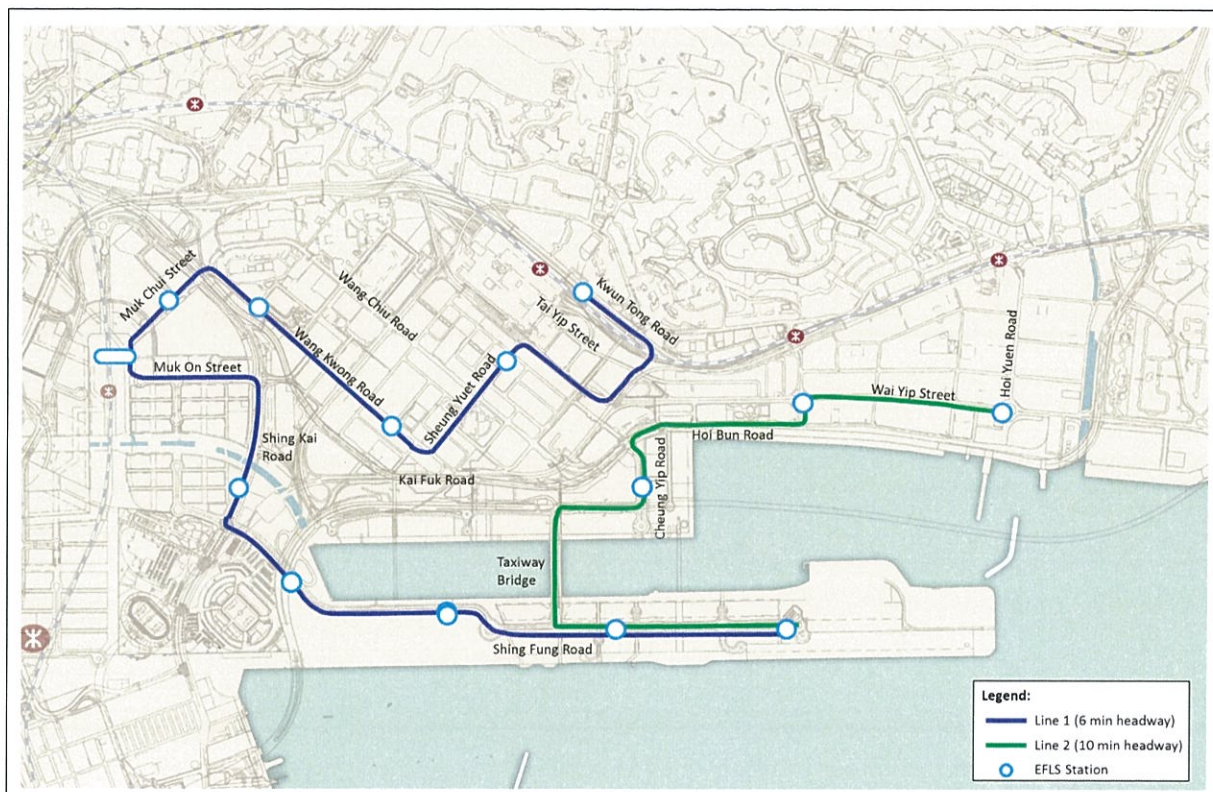 Muk Chui Street
Wang Chiu Road
Kwun Tong Road
Tai Yip Street
Muk On Street
Wang Kwong Road
Sheung Yuet Road
Hoi Yuen Road
Wai Yip Street
Shing Kai
Road
Hoi Bun Road
Kai Fuk Road
Cheung Yip Road
Taxiway
Bridge
Shing Fung Road
Legend:
Line 1 (6 min headway)
Line 2 (10 min headway)
EFLS Station